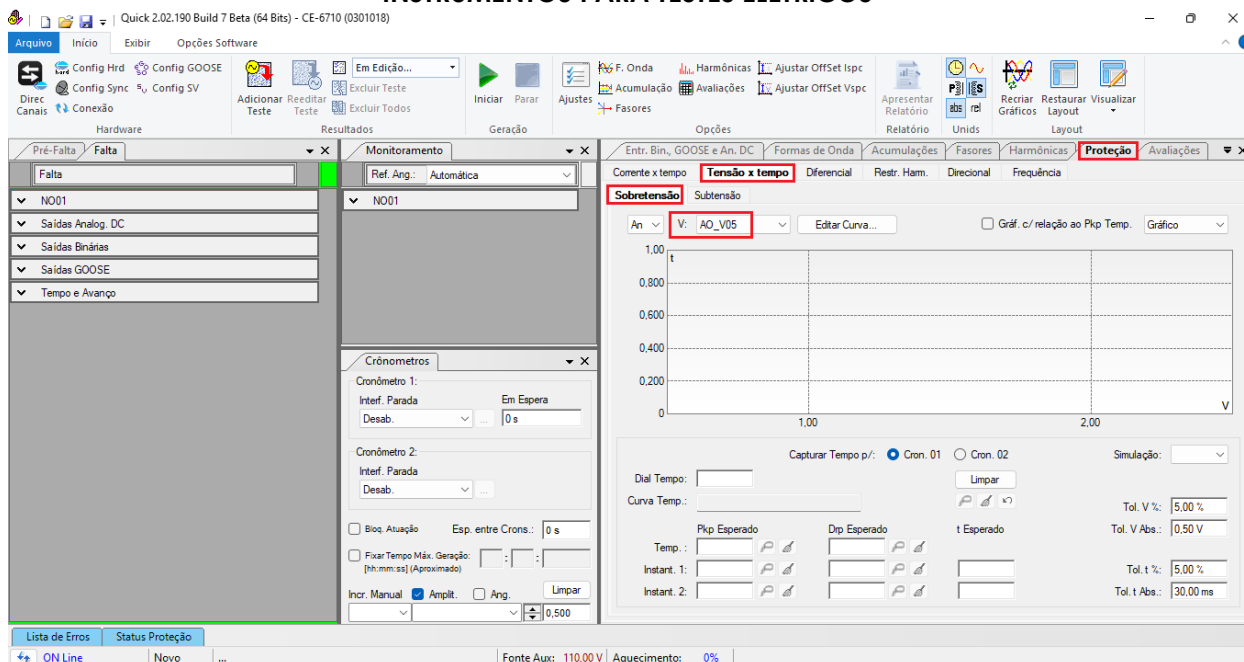 INSTRUMENTOS PARA TESTES ELÉTRICOS
Quick 2.02.190 Build 7 Beta (64 Bits) - CE-6710 (0301018)
Arquivo Início Exibir Opções Software
Direc Canais
Config Hrd Config GOOSE
Config Sync Config SV
Conexão
Hardware
Adicionar Teste
Reeditar Teste
Em Edição...
Excluir Teste
Excluir Todos
Resultados
Iniciar Parar
Geração
Ajustes
F. Onda Harmônicas Ajustar OffSet Ispc
Acumulação Avaliações Ajustar OffSet Vspc
Fasores
Opções
Apresentar Relatório
Relatório
abs rel
Unids
Recriar Gráficos
Restaurar Layout
Visualizar
Layout
Pré-Falta Falta
Falta
NO01
Saídas Analog. DC
Saídas Binárias
Saídas GOOSE
Tempo e Avanço
Monitoramento
Ref. Ang.: Automática
NO01
Crônometros
Cronômetro 1:
Interf. Parada Em Espera
Desab. ... 0 s
Cronômetro 2:
Interf. Parada
Desab. ...
Bloq. Atuação Esp. entre Crons.: 0 s
Fixar Tempo Máx. Geração: : :
[hh:mm:ss] (Aproximado)
Incr. Manual Amplit. Ang. Limpar
0,500
Entr. Bin., GOOSE e An. DC Formas de Onda Acumulações Fasores Harmônicas Proteção Avaliações
Corrente x tempo Tensão x tempo Diferencial Restr. Harm. Direcional Frequência
Sobretensão Subtensão
An V: AO_V05 Editar Curva... Gráf. c/ relação ao Pkp Temp. Gráfico
1,00
t
0,800
0,600
0,400
0,200
0
1,00 2,00
V
Capturar Tempo p/: Cron. 01 Cron. 02 Simulação:
Dial Tempo: Limpar
Curva Temp.: Tol. V %: 5,00 %
Pkp Esperado Drp Esperado t Esperado Tol. V Abs.: 0,50 V
Temp. :
Instant. 1: Tol. t %: 5,00 %
Instant. 2: Tol. t Abs.: 30,00 ms
Lista de Erros Status Proteção
ON Line Novo ... Fonte Aux: 110.00 V Aquecimento: 0%